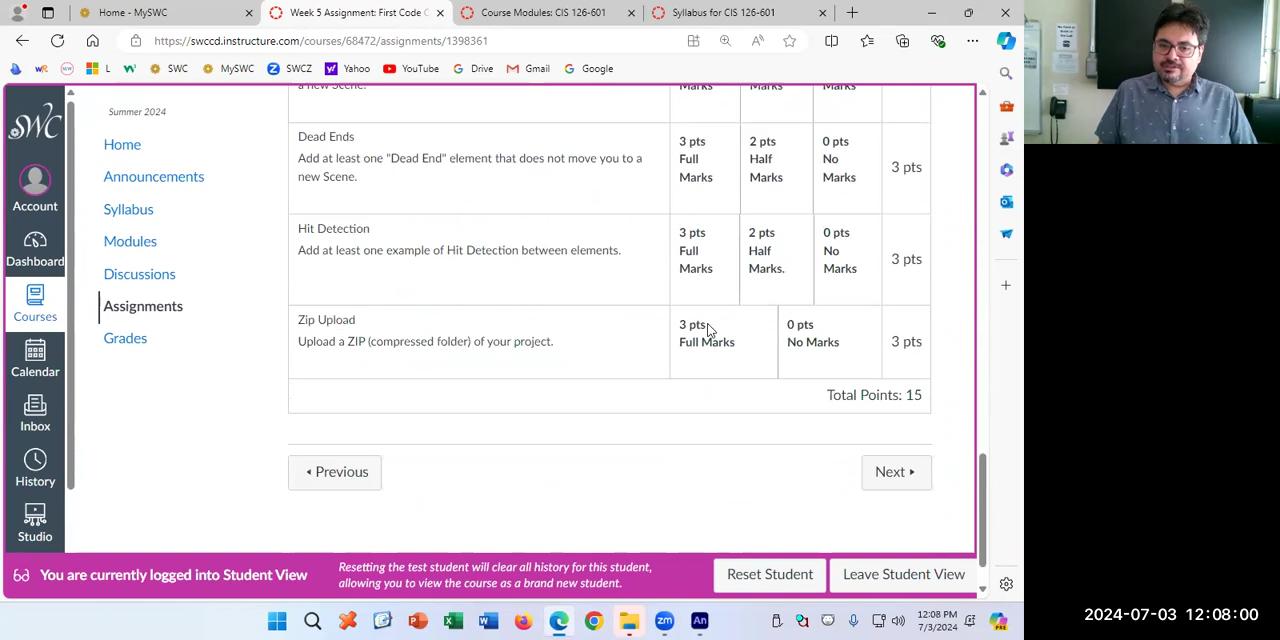 Home - MySWC
Week 5 Assignment: First Code C
Course Modules: CIS 126-601
Syllabus for CIS 126-601
https://swccd.instructure.com/courses/68472/assignments/1398361
L
SWC
MySWC
SWCZ
Yahoo
YouTube
Drive
Gmail
Google
SWC
Account
Dashboard
Courses
Calendar
Inbox
History
Studio
Summer 2024
Home
Announcements
Syllabus
Modules
Discussions
Assignments
Grades
a new Scene.
Marks
Marks
Marks
Dead Ends
Add at least one "Dead End" element that does not move you to a
new Scene.
3 pts
Full
Marks
2 pts
Half
Marks
0 pts
No
Marks
3 pts
Hit Detection
Add at least one example of Hit Detection between elements.
3 pts
Full
Marks
2 pts
Half
Marks.
0 pts
No
Marks
3 pts
Zip Upload
Upload a ZIP (compressed folder) of your project.
3 pts
Full Marks
0 pts
No Marks
3 pts
Total Points: 15
Previous
Next
You are currently logged into Student View
Resetting the test student will clear all history for this student,
allowing you to view the course as a brand new student.
Reset Student
Leave Student View
12:08 PM
7/3/2024
2024-07-03 12:08:00